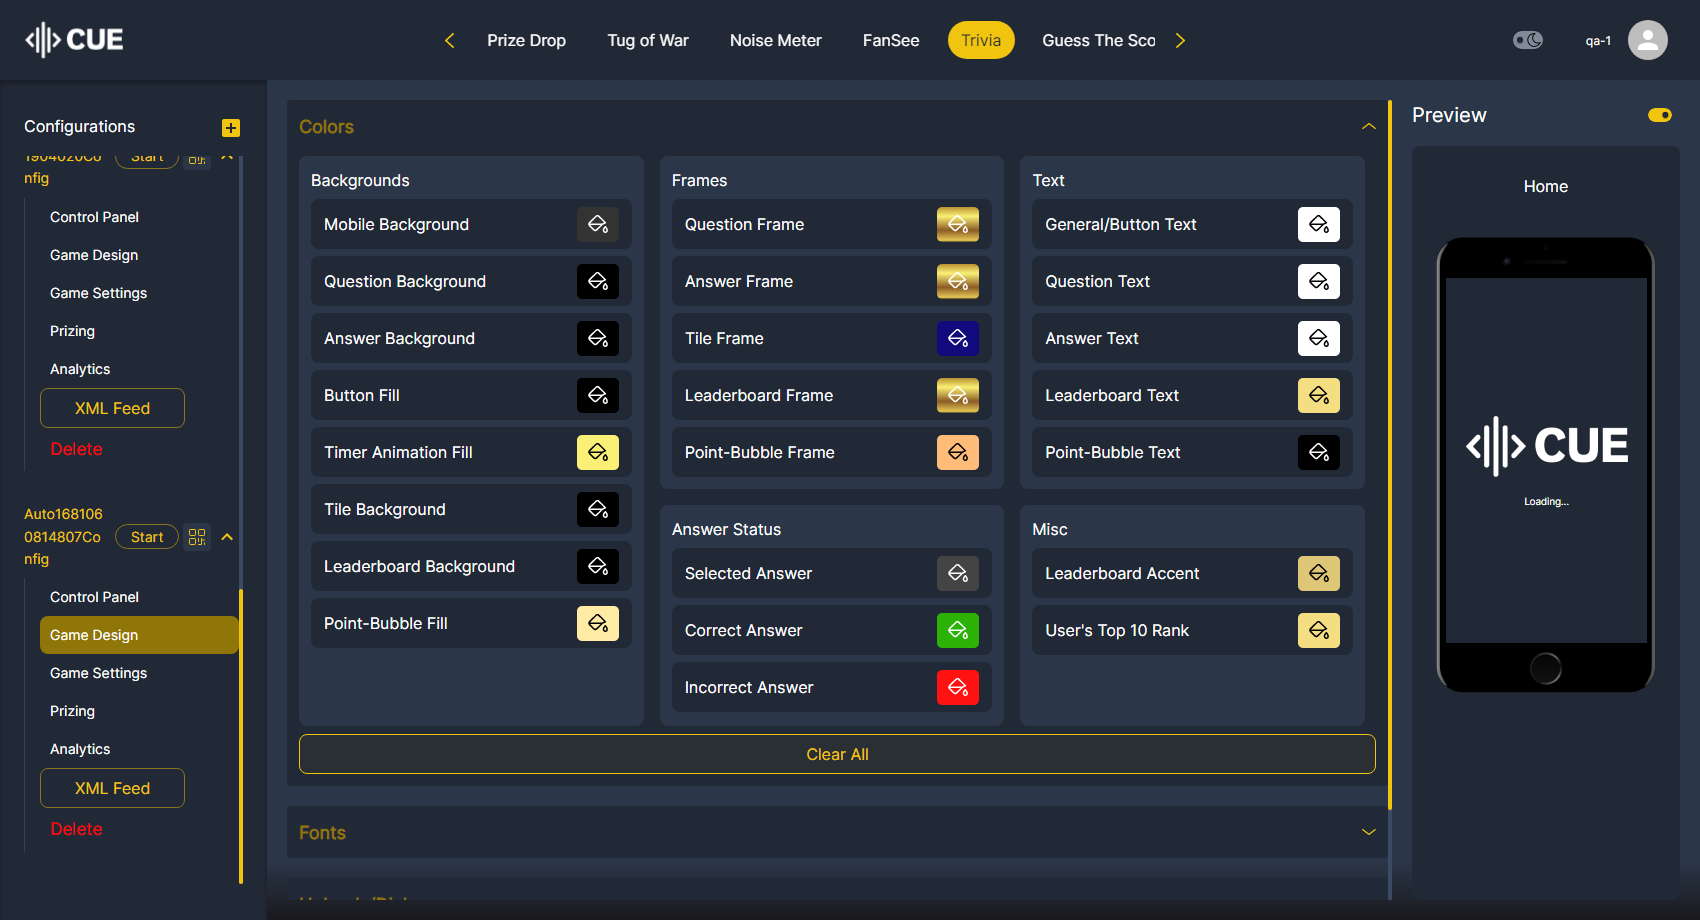 CUE
Prize Drop
Tug of War
Noise Meter
FanSee
Trivia
Guess The Sco
qa-1
Configurations
1904020Co
nfig
Start
Control Panel
Game Design
Game Settings
Prizing
Analytics
XML Feed
Delete
Auto168106
0814807Co
nfig
Start
Control Panel
Game Design
Game Settings
Prizing
Analytics
XML Feed
Delete
Colors
Backgrounds
Mobile Background
Question Background
Answer Background
Button Fill
Timer Animation Fill
Tile Background
Leaderboard Background
Point-Bubble Fill
Frames
Question Frame
Answer Frame
Tile Frame
Leaderboard Frame
Point-Bubble Frame
Text
General/Button Text
Question Text
Answer Text
Leaderboard Text
Point-Bubble Text
Answer Status
Selected Answer
Correct Answer
Incorrect Answer
Misc
Leaderboard Accent
User's Top 10 Rank
Clear All
Fonts
Preview
Home
CUE
Loading...